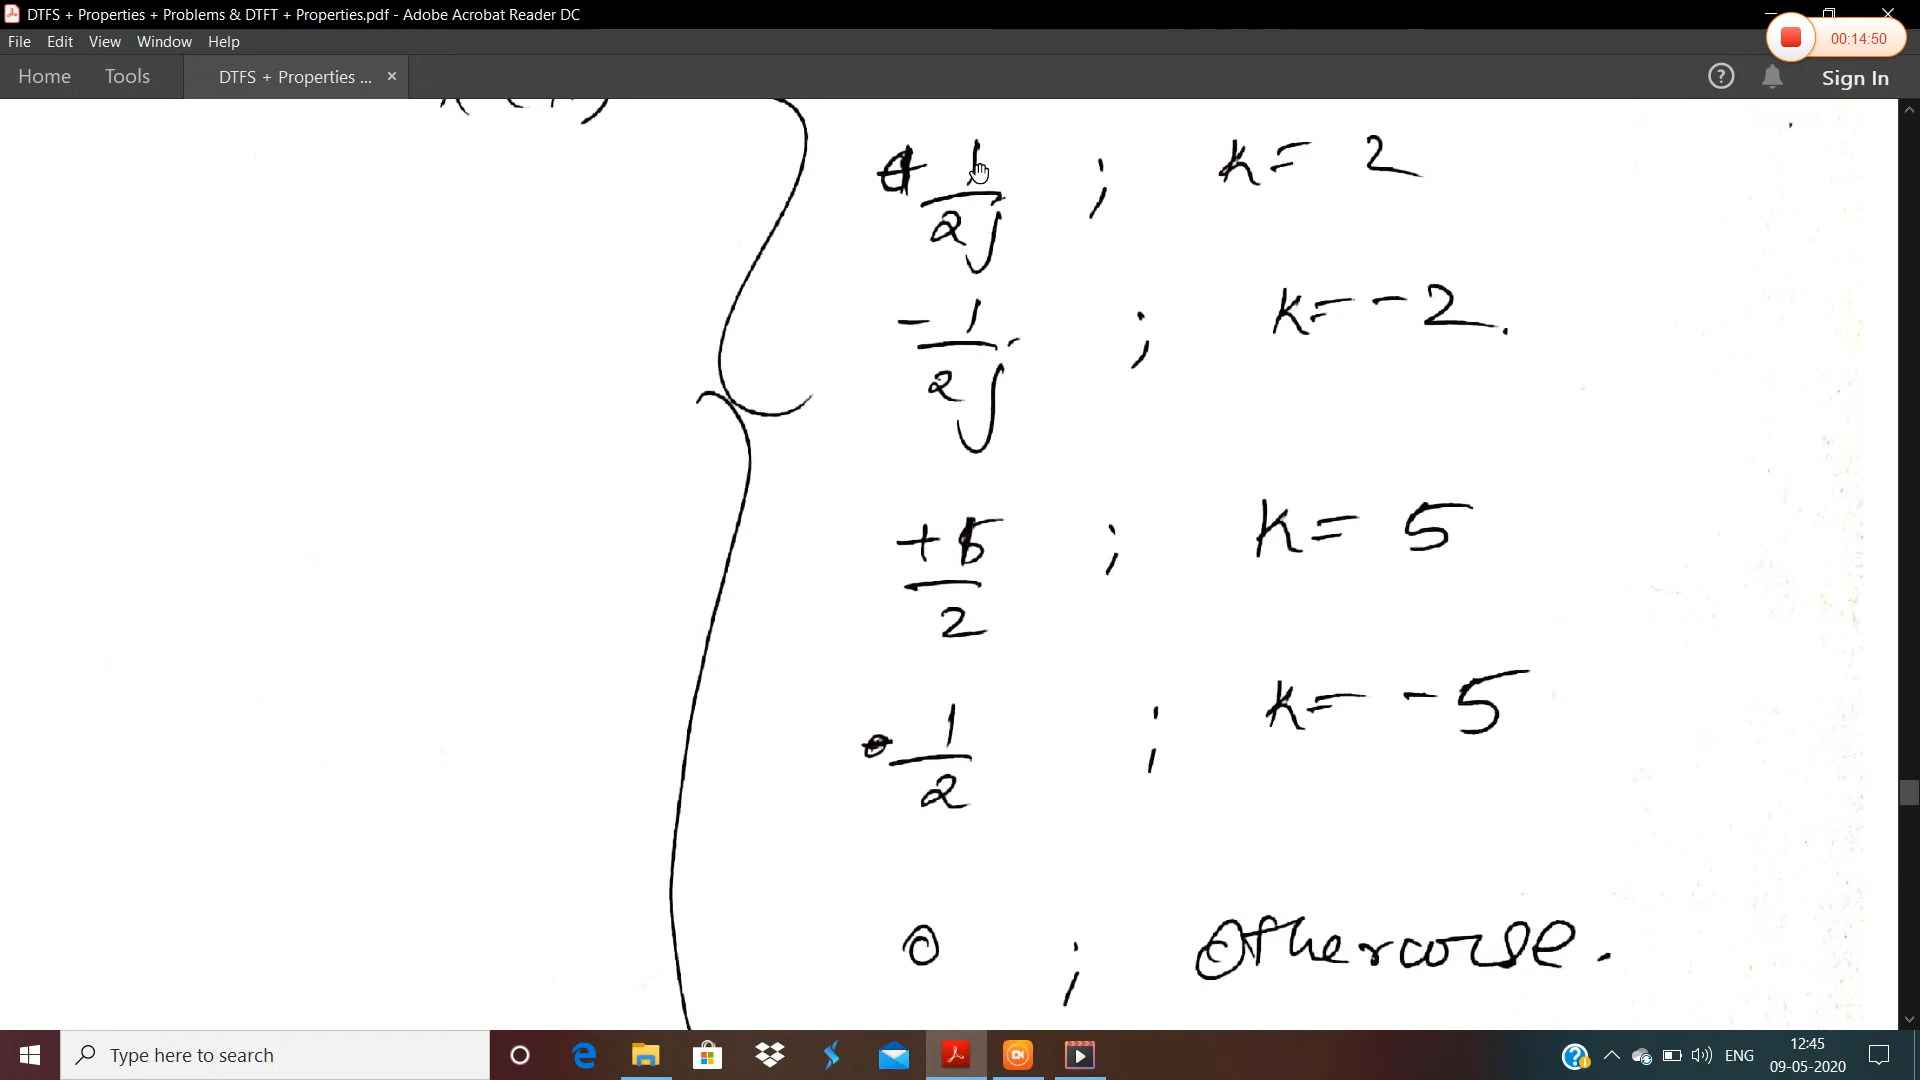 DTFS + Properties + Problems & DTFT + Properties.pdf - Adobe Acrobat Reader DC
00:14:50
File Edit View Window Help
Home Tools DTFS + Properties ... × Sign In
1/2j ; k = 2
-1/2j ; k = -2.
+1/2 ; k = 5
1/2 ; k = -5
0 ; Otherwise.
Type here to search
ENG
12:45
09-05-2020